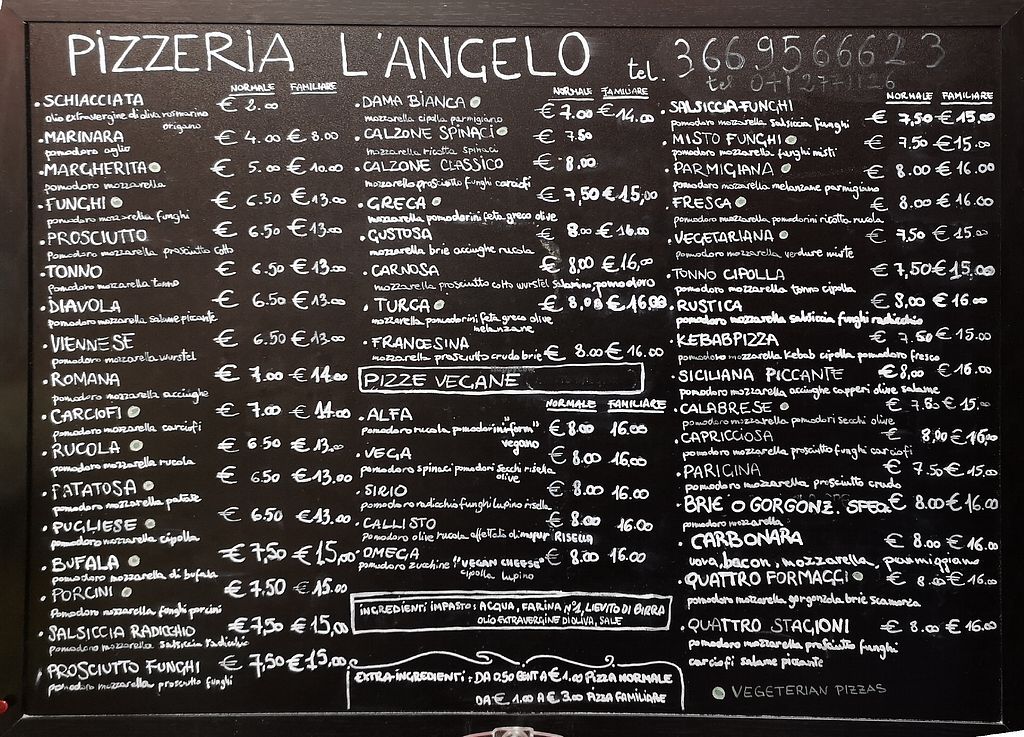 PIZZERIA L'ANGELO tel. 3669566623
tel 071 2771126
NORMALE FAMILIARE
• SCHIACCIATA € 2.00
olio extravergine di oliva rosmarino
origano
• MARINARA € 4.00 € 8.00
pomodoro aglio
• MARGHERITA € 5.00 € 10.00
pomodoro mozzarella
• FUNGHI € 6.50 € 13.00
pomodoro mozzarella funghi
• PROSCIUTTO € 6.50 € 13.00
pomodoro mozzarella prosciutto cotto
• TONNO € 6.50 € 13.00
pomodoro mozzarella tonno
• DIAVOLA € 6.50 € 13.00
pomodoro mozzarella salame piccante
• VIENNESE € 6.50 € 13.00
pomodoro mozzarella wurstel
• ROMANA € 7.00 € 14.00
pomodoro mozzarella acciughe
• CARCIOFI € 7.00 € 14.00
pomodoro mozzarella carciofi
• RUCOLA € 6.50 € 13.00
pomodoro mozzarella rucola
• PATATOSA € 6.50 € 13.00
pomodoro mozzarella patate
• PUGLIESE € 6.50 € 13.00
pomodoro mozzarella cipolla
• BUFALA € 7,50 € 15,00
pomodoro mozzarella di bufala
• PORCINI € 7.50 € 15.00
Pomodoro mozzarella funghi porcini
• SALSICCIA RADICCHIO € 7,50 € 15,00
pomodoro mozzarella salsiccia radicchio
PROSCIUTTO FUNGHI € 7,50 € 15.00
pomodoro mozzarella prosciutto funghi
NORMALE FAMILIARE
• DAMA BIANCA € 7.00 € 14.00
mozzarella cipolla parmigiano
• CALZONE SPINACI € 7.50
mozzarella ricotta spinaci
• CALZONE CLASSICO € 8,00
mozzarella prosciutto funghi carciofi
• GRECA € 7,50 € 15,00
mozzarella pomodorini feta greco olive
• GUSTOSA € 8.00 € 16,00
mozzarella brie acciughe rucola
• CARNOSA € 8,00 € 16,00
mozzarella prosciutto cotto wurstel salamino, pomodoro
• TURCA € 8,00 € 16.00
mozzarella pomodorini feta greco olive
melanzane
• FRANCESINA € 8.00 € 16.00
mozzarella prosciutto crudo brie
PIZZE VEGANE
NORMALE FAMILIARE
• ALFA € 8.00 16.00
pomodoro rucola pomodorini form"
vegano
• VEGA € 8.00 16.00
pomodoro spinaci pomodori secchi risella
olive
• SIRIO € 8.00 16.00
pomodoro radicchio funghi lupino risella
• CALLISTO € 8.00 16.00
pomodoro olive rucola affettati di mopur RISELLA
• OMEGA € 8.00 16.00
pomodoro zucchine "VEGAN CHEESE"
cipolla lupino
INGREDIENTI IMPASTO: ACQUA, FARINA N°1, LIEVITO DI BIRRA
OLIO EXTRAVERGINE DI OLIVA, SALE
EXTRA-INGREDIENTI: DA 0.50 CENT A € 1.00 PIZZA NORMALE
DA € 1.00 A € 3.00 PIZZA FAMILIARE
NORMALE FAMILIARE
• SALSICCIA-FUNGHI € 7,50 € 15,00
pomodoro mozzarella salsiccia funghi
• MISTO FUNGHI € 7.50 € 15.00
pomodoro mozzarella funghi misti
• PARMIGIANA € 8.00 € 16.00
pomodoro mozzarella melanzane parmigiano
• FRESCA € 8.00 € 16.00
pomodoro mozzarella pomodorini ricotta rucola
• VEGETARIANA € 7,50 € 15.00
pomodoro mozzarella verdure miste
TONNO CIPOLLA € 7,50 € 15,00
pomodoro mozzarella tonno cipolla
• RUSTICA € 8,00 € 16.00
pomodoro mozzarella salsiccia funghi radicchio
• KEBABPIZZA € 7.50 € 15.00
pomodoro mozzarella kebab cipolla pomodoro fresco
• SICILIANA PICCANTE € 8,00 € 16.00
pomodoro mozzarella acciughe capperi olive salame
• CALABRESE € 7.50 € 15.00
pomodoro mozzarella pomodori secchi olive
• CAPRICCIOSA € 8,00 € 16.00
pomodoro mozzarella prosciutto funghi carciofi
• PARIGINA € 7.50 € 15,00
pomodoro mozzarella prosciutto crudo
• BRIE O GORGONZ. SPECK € 8.00 € 16.00
pomodoro mozzarella
• CARBONARA € 8.00 € 16.00
uova, bacon, mozzarella, parmigiano
• QUATTRO FORMAGGI € 8.00 € 16.00
pomodoro mozzarella gorgonzola brie scamorza
• QUATTRO STAGIONI € 8.00 € 16.00
pomodoro mozzarella prosciutto funghi
carciofi salame piccante
VEGETERIAN PIZZAS